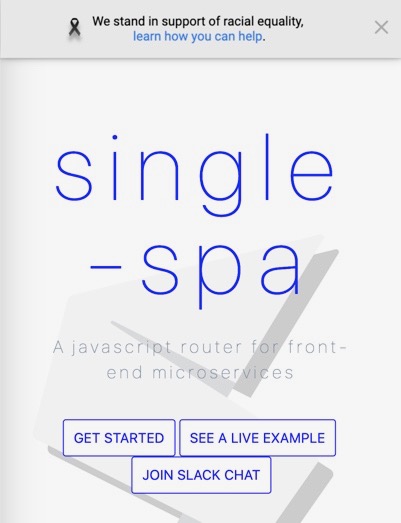 We stand in support of racial equality,
learn how you can help.
single
-spa
A javascript router for front-
end microservices
GET STARTED
SEE A LIVE EXAMPLE
JOIN SLACK CHAT